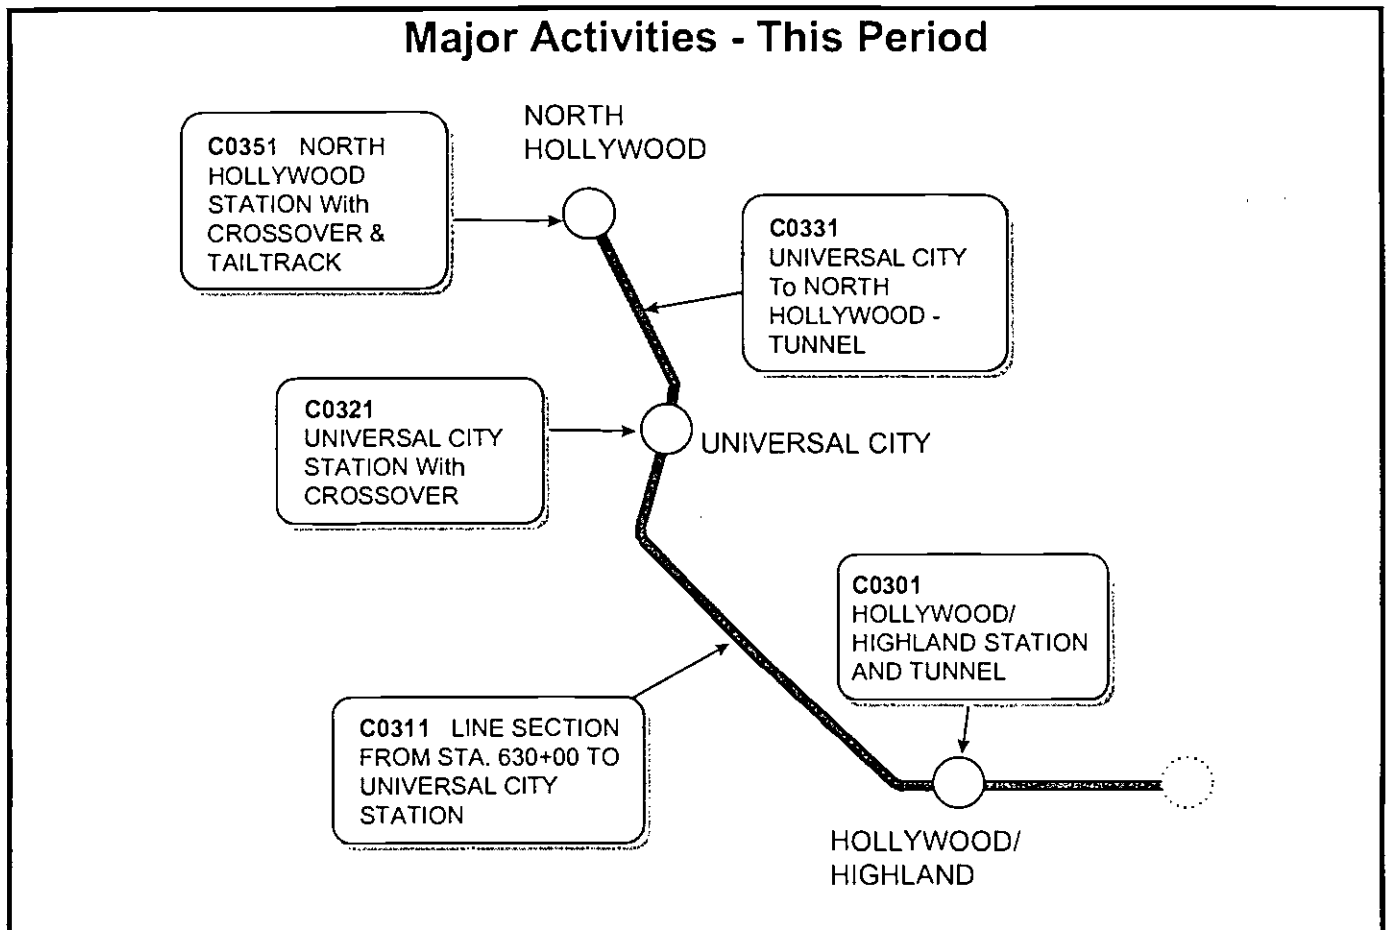 Major Activities - This Period
NORTH
HOLLYWOOD
C0351 NORTH
HOLLYWOOD
STATION With
CROSSOVER &
TAILTRACK
C0331
UNIVERSAL CITY
To NORTH
HOLLYWOOD -
TUNNEL
C0321
UNIVERSAL CITY
STATION With
CROSSOVER
UNIVERSAL CITY
C0301
HOLLYWOOD/
HIGHLAND STATION
AND TUNNEL
C0311 LINE SECTION
FROM STA. 630+00 TO
UNIVERSAL CITY
STATION
HOLLYWOOD/
HIGHLAND